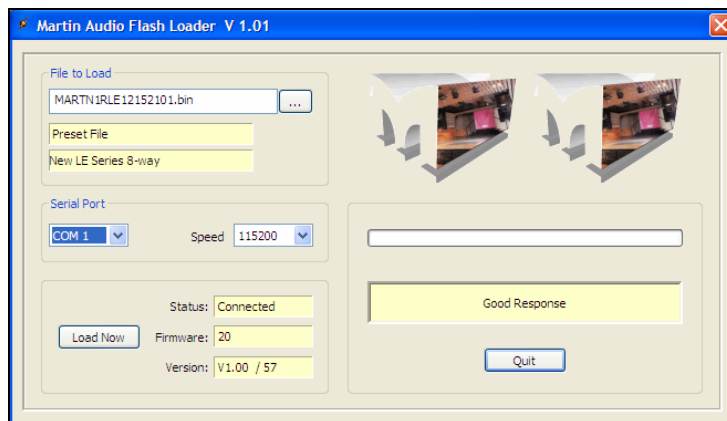 Martin Audio Flash Loader V 1.01
File to Load
MARTN1RLE12152101.bin
...
Preset File
New LE Series 8-way
Serial Port
COM 1
Speed
115200
Status:
Connected
Load Now
Firmware:
20
Version:
V1.00 / 57
Good Response
Quit